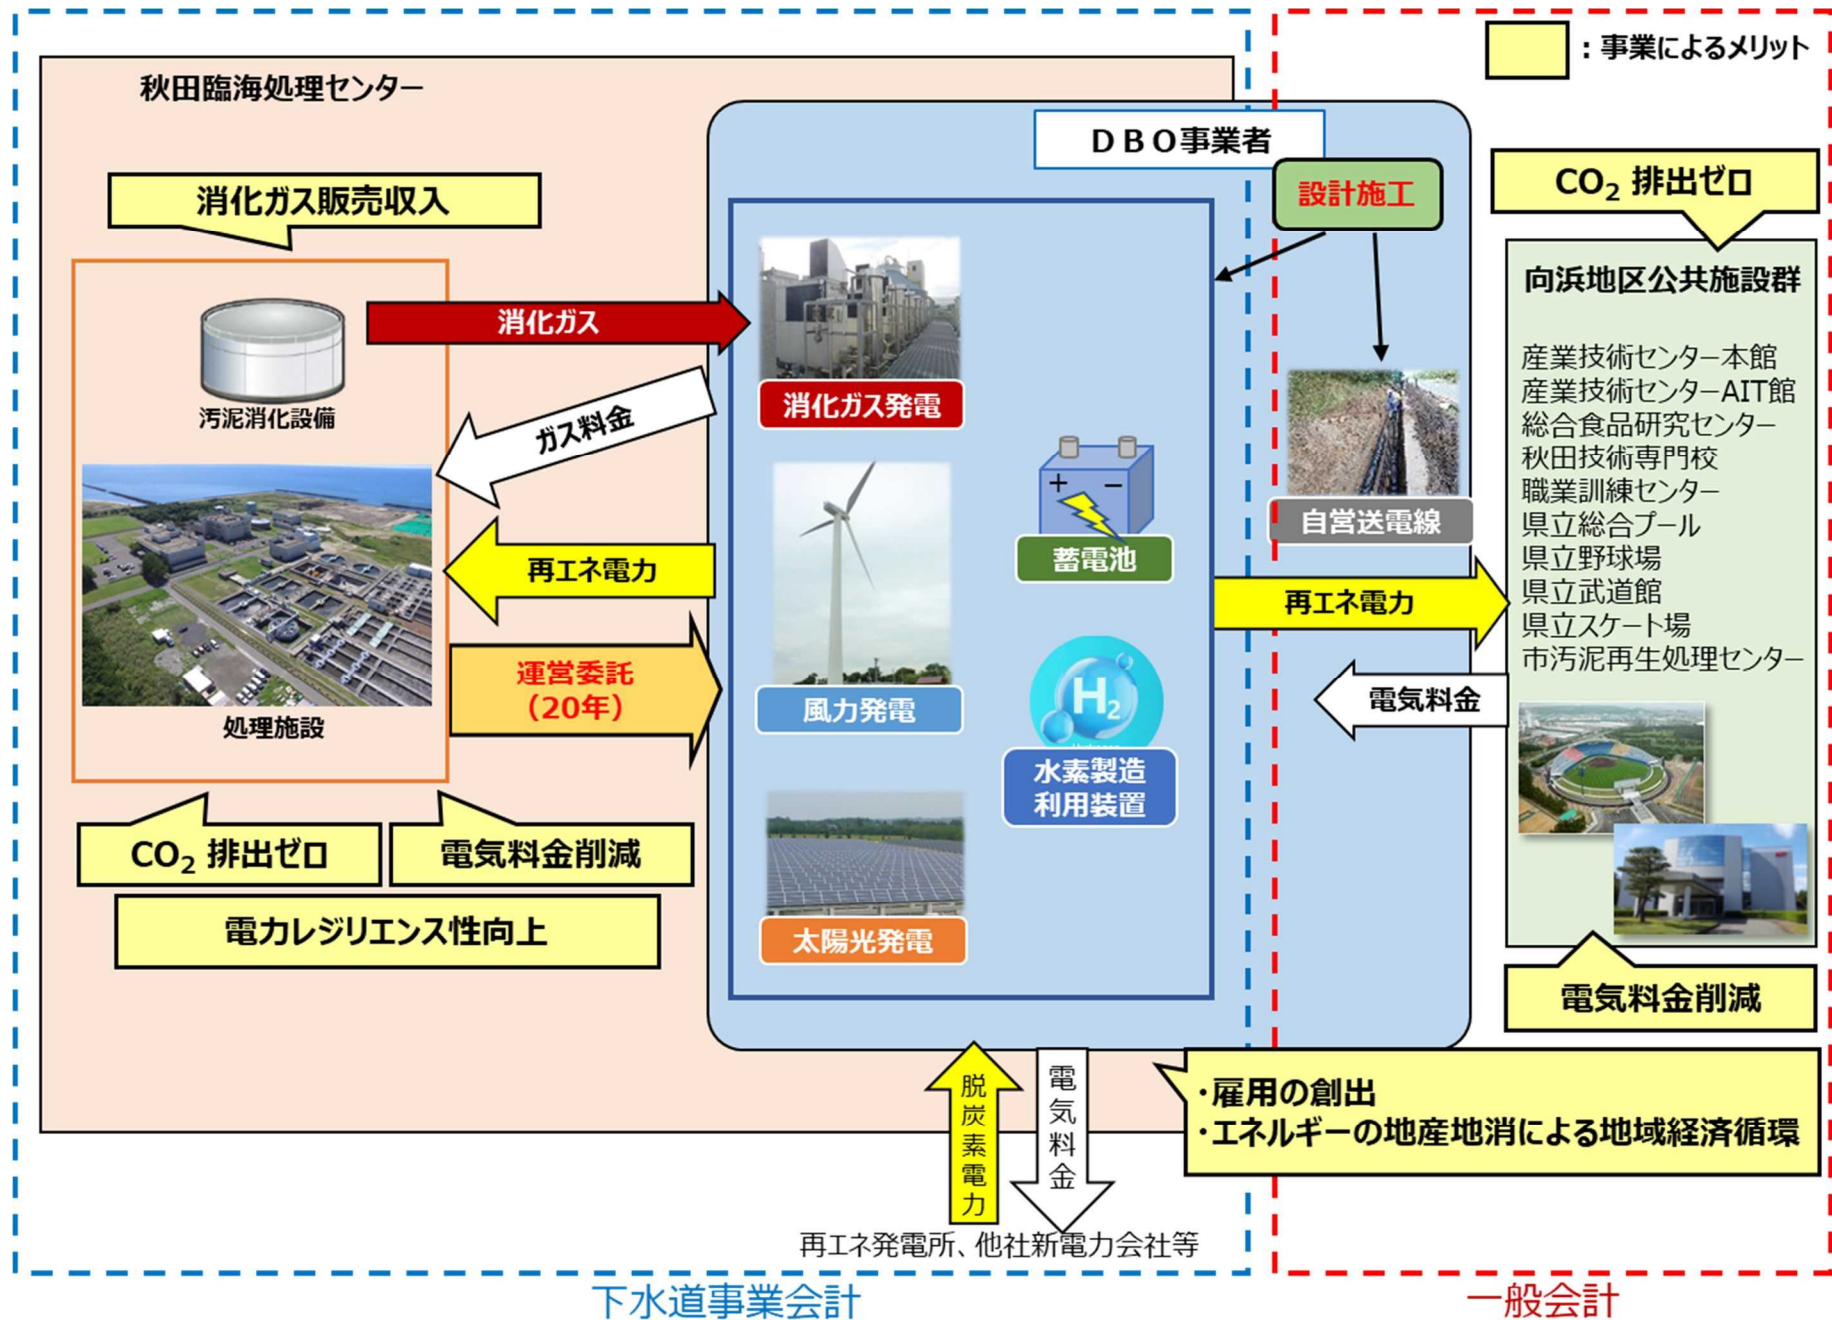 ：事業によるメリット
秋田臨海処理センター
ＤＢＯ事業者
設計施工
CO₂ 排出ゼロ
消化ガス販売収入
向浜地区公共施設群
消化ガス
汚泥消化設備
ガス料金
消化ガス発電
産業技術センター本館
産業技術センターAIT館
総合食品研究センター
秋田技術専門校
職業訓練センター
県立総合プール
県立野球場
県立武道館
県立スケート場
市汚泥再生処理センター
自営送電線
＋ －
蓄電池
再エネ電力
再エネ電力
運営委託
（20年）
処理施設
風力発電
H₂
水素製造
利用装置
電気料金
CO₂ 排出ゼロ
電気料金削減
電力レジリエンス性向上
太陽光発電
電気料金削減
脱炭素電力
電気料金
・雇用の創出
・エネルギーの地産地消による地域経済循環
再エネ発電所、他社新電力会社等
下水道事業会計
一般会計